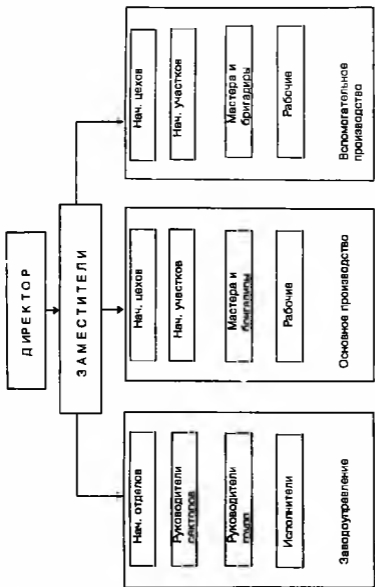 ДИРЕКТОР
ЗАМЕСТИТЕЛИ
Нач. отделов
Руководители
секторов
Руководители
групп
Исполнители
Заводоуправление
Нач. цехов
Нач. участков
Мастера и
бригадиры
Рабочие
Основное производство
Нач. цехов
Нач. участков
Мастера и
бригадиры
Рабочие
Вспомогательное
производство